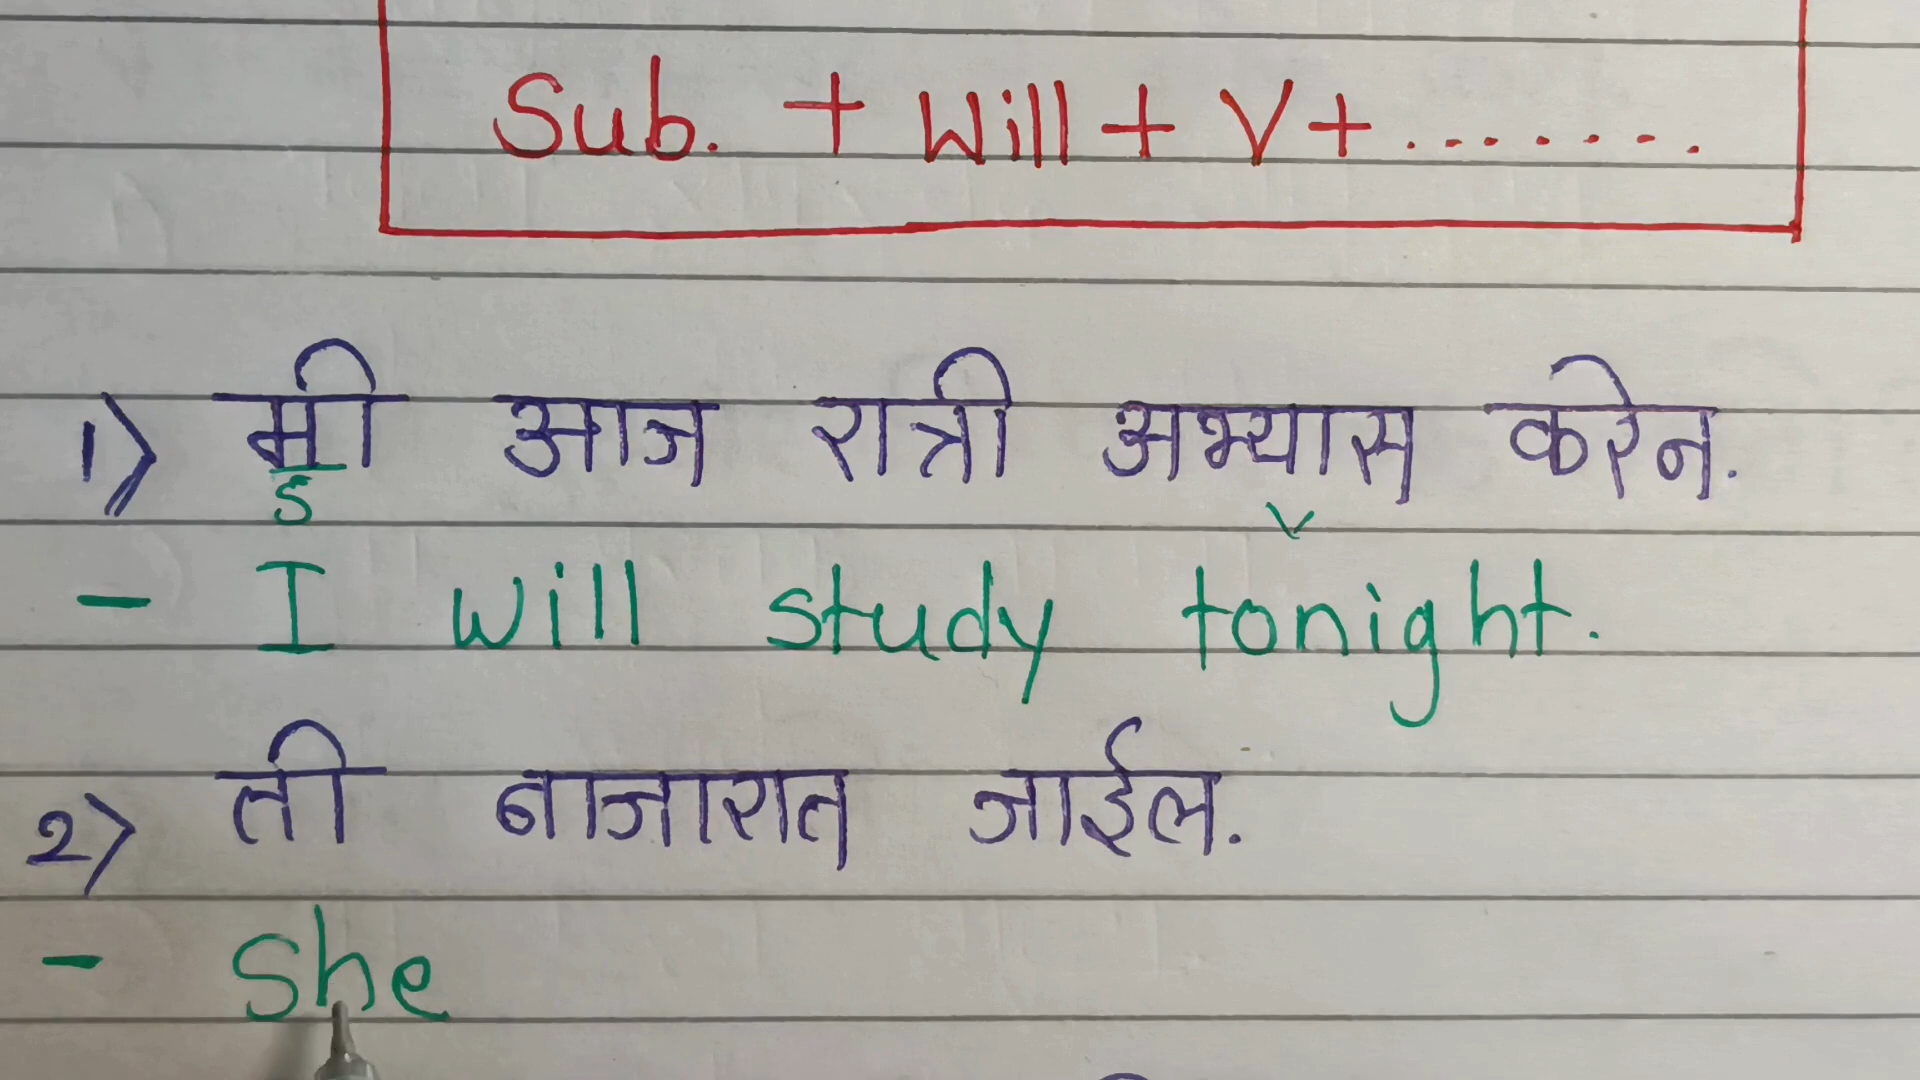 Sub. + Will + V + ........
1) मी आज रात्री अभ्यास करेन.
S V
- I will study tonight.
2) ती बाजारात जाईल.
- She